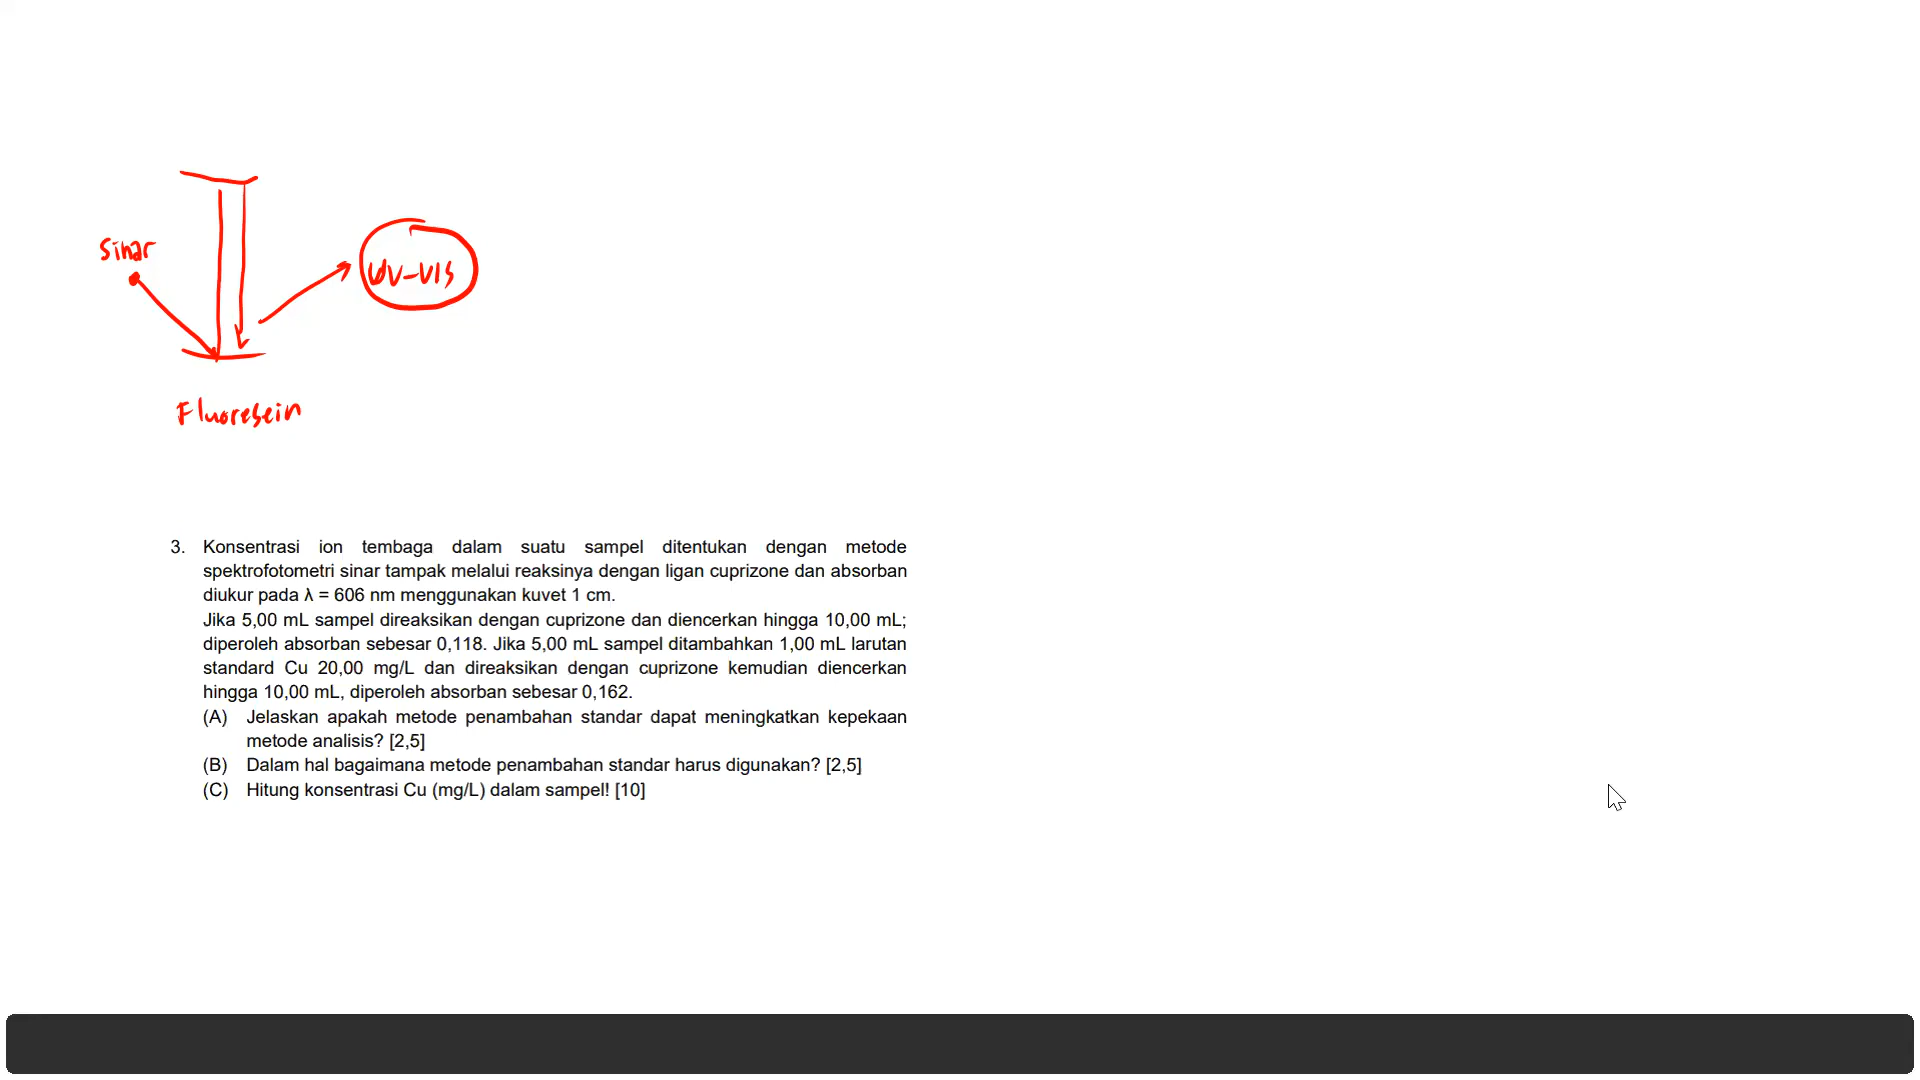 Sinar
UV-VIS
Fluoresein
3. Konsentrasi ion tembaga dalam suatu sampel ditentukan dengan metode
spektrofotometri sinar tampak melalui reaksinya dengan ligan cuprizone dan absorban
diukur pada λ = 606 nm menggunakan kuvet 1 cm.
Jika 5,00 mL sampel direaksikan dengan cuprizone dan diencerkan hingga 10,00 mL;
diperoleh absorban sebesar 0,118. Jika 5,00 mL sampel ditambahkan 1,00 mL larutan
standard Cu 20,00 mg/L dan direaksikan dengan cuprizone kemudian diencerkan
hingga 10,00 mL, diperoleh absorban sebesar 0,162.
(A) Jelaskan apakah metode penambahan standar dapat meningkatkan kepekaan
metode analisis? [2,5]
(B) Dalam hal bagaimana metode penambahan standar harus digunakan? [2,5]
(C) Hitung konsentrasi Cu (mg/L) dalam sampel! [10]